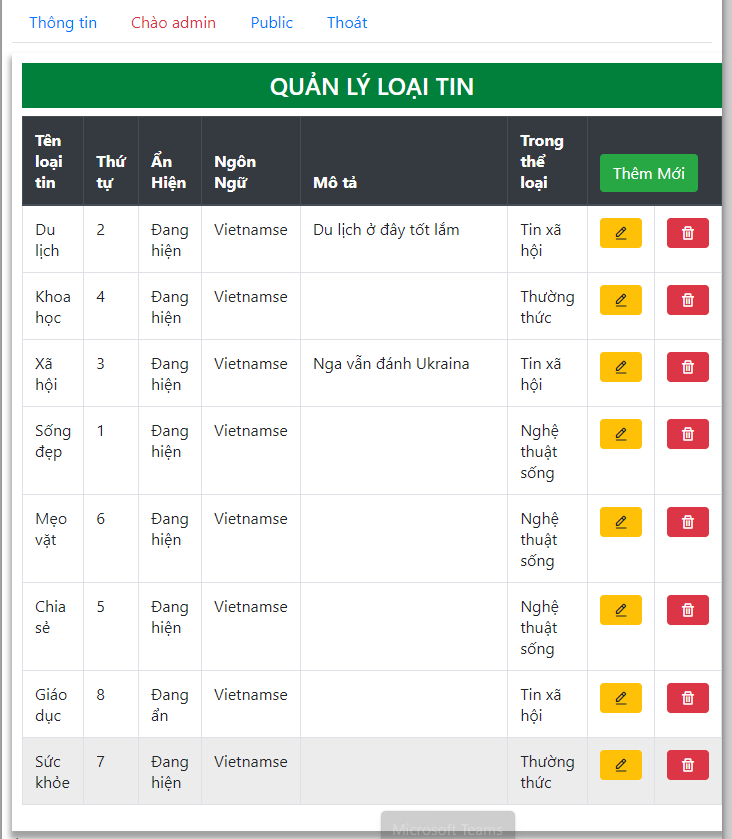 Thông tin Chào admin Public Thoát
QUẢN LÝ LOẠI TIN
Tên loại tin Thứ tự Ẩn Hiện Ngôn Ngữ Mô tả Trong thể loại Thêm Mới
Du lịch 2 Đang hiện Vietnamse Du lịch ở đây tốt lắm Tin xã hội
Khoa học 4 Đang hiện Vietnamse Thường thức
Xã hội 3 Đang hiện Vietnamse Nga vẫn đánh Ukraina Tin xã hội
Sống đẹp 1 Đang hiện Vietnamse Nghệ thuật sống
Mẹo vặt 6 Đang hiện Vietnamse Nghệ thuật sống
Chia sẻ 5 Đang hiện Vietnamse Nghệ thuật sống
Giáo dục 8 Đang ẩn Vietnamse Tin xã hội
Sức khỏe 7 Đang hiện Vietnamse Thường thức
Microsoft Teams